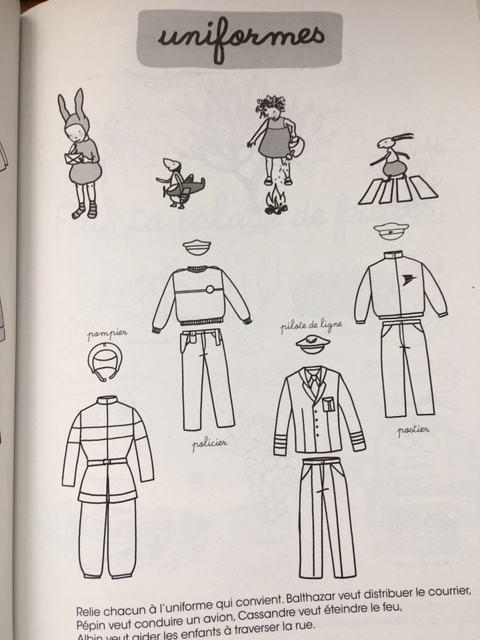 uniformes
pompier
pilote de ligne
policier
postier
Relie chacun à l'uniforme qui convient. Balthazar veut distribuer le courrier,
Pépin veut conduire un avion, Cassandre veut éteindre le feu,
Albin veut aider les enfants à traverser la rue.